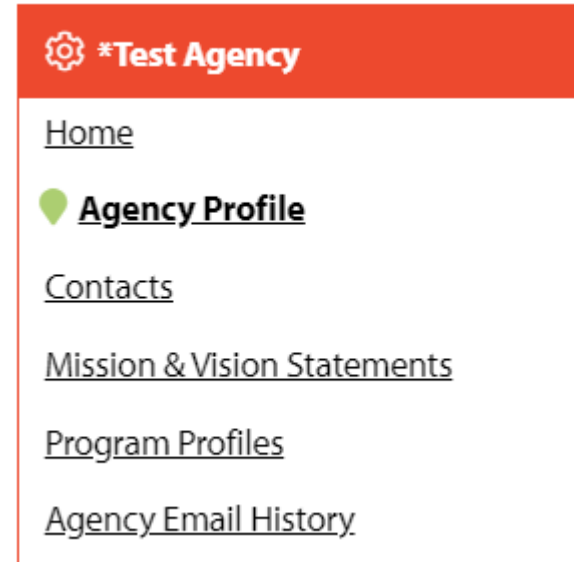 *Test Agency
Home
Agency Profile
Contacts
Mission & Vision Statements
Program Profiles
Agency Email History